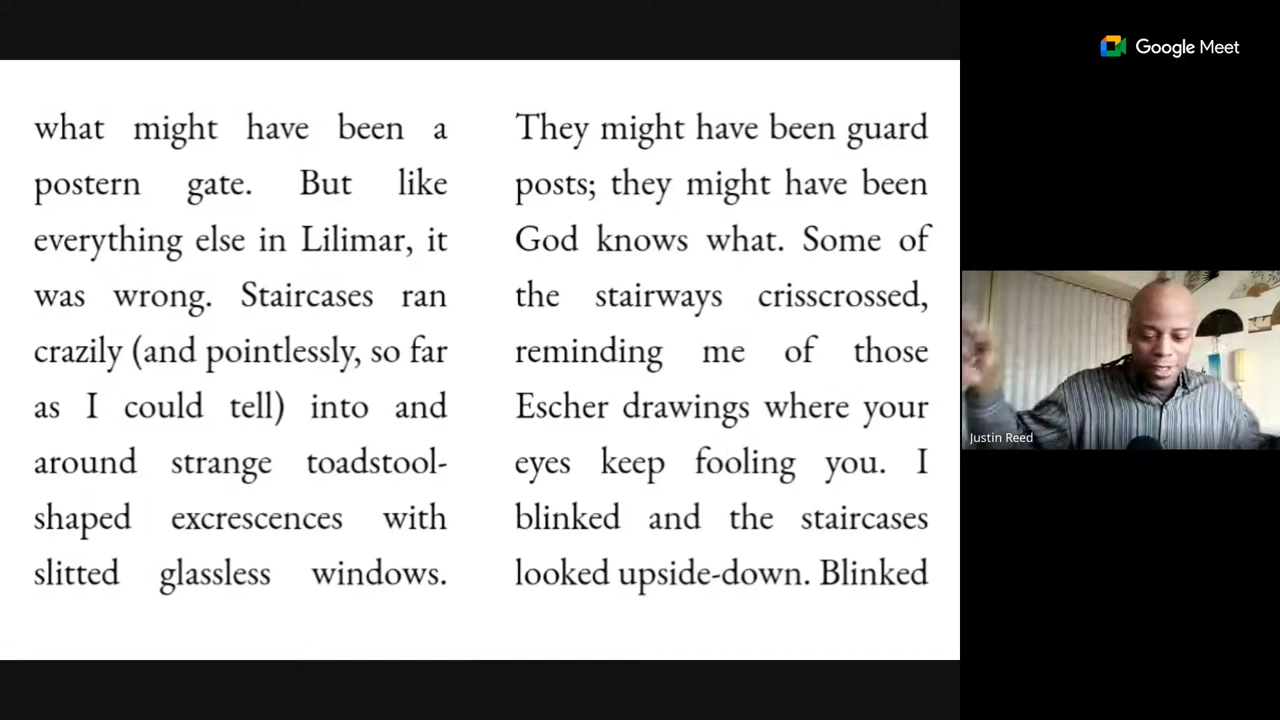 what might have been a
postern gate. But like
everything else in Lilimar, it
was wrong. Staircases ran
crazily (and pointlessly, so far
as I could tell) into and
around strange toadstool-
shaped excrescences with
slitted glassless windows.
They might have been guard
posts; they might have been
God knows what. Some of
the stairways crisscrossed,
reminding me of those
Escher drawings where your
eyes keep fooling you. I
blinked and the staircases
looked upside-down. Blinked
Google Meet
Justin Reed